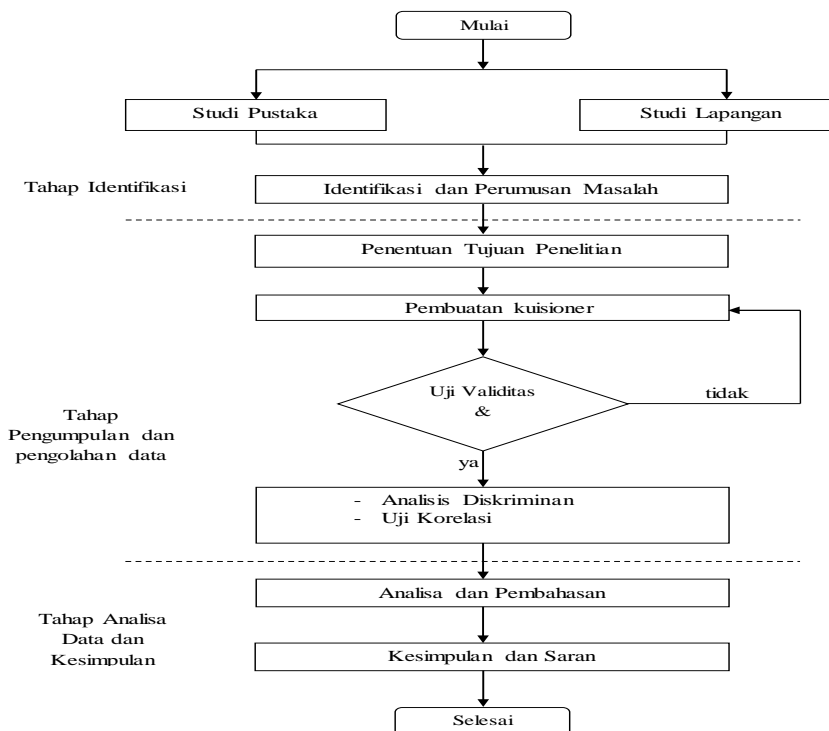 Mulai
Studi Pustaka
Studi Lapangan
Tahap Identifikasi
Identifikasi dan Perumusan Masalah
Penentuan Tujuan Penelitian
Pembuatan kuisioner
Uji Validitas
&
tidak
Tahap
Pengumpulan dan
pengolahan data
ya
- Analisis Diskriminan
- Uji Korelasi
Analisa dan Pembahasan
Tahap Analisa
Data dan
Kesimpulan
Kesimpulan dan Saran
Selesai